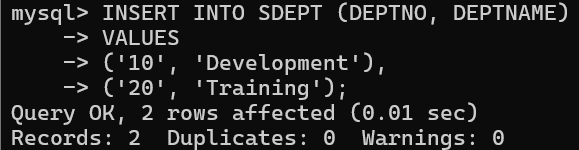 mysql> INSERT INTO SDEPT (DEPTNO, DEPTNAME)
    -> VALUES
    -> ('10', 'Development'),
    -> ('20', 'Training');
Query OK, 2 rows affected (0.01 sec)
Records: 2  Duplicates: 0  Warnings: 0